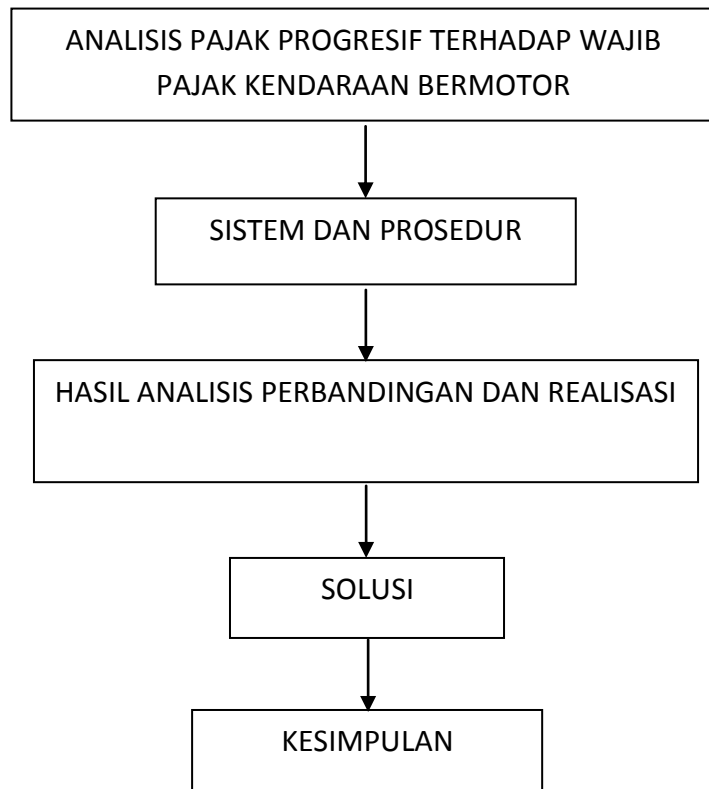 ANALISIS PAJAK PROGRESIF TERHADAP WAJIB
PAJAK KENDARAAN BERMOTOR
SISTEM DAN PROSEDUR
HASIL ANALISIS PERBANDINGAN DAN REALISASI
SOLUSI
KESIMPULAN